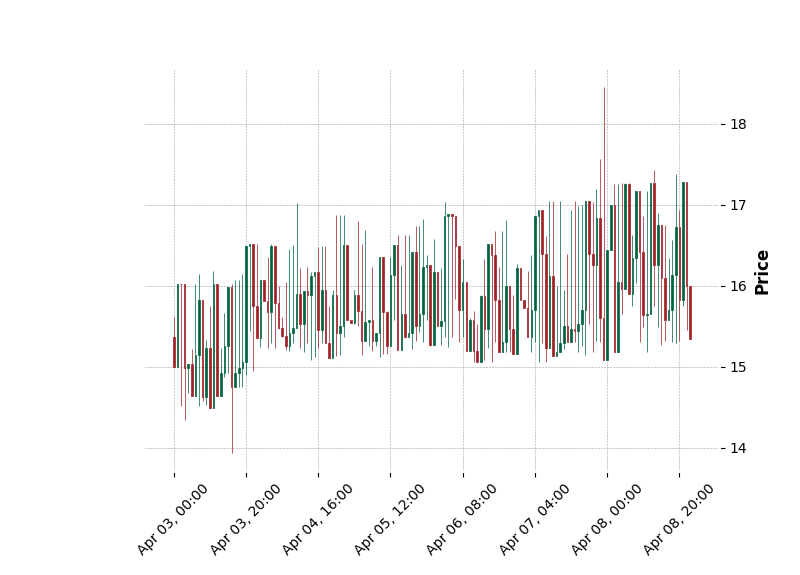 18
17
16
15
14
Price
Apr 03, 00:00
Apr 03, 20:00
Apr 04, 16:00
Apr 05, 12:00
Apr 06, 08:00
Apr 07, 04:00
Apr 08, 00:00
Apr 08, 20:00